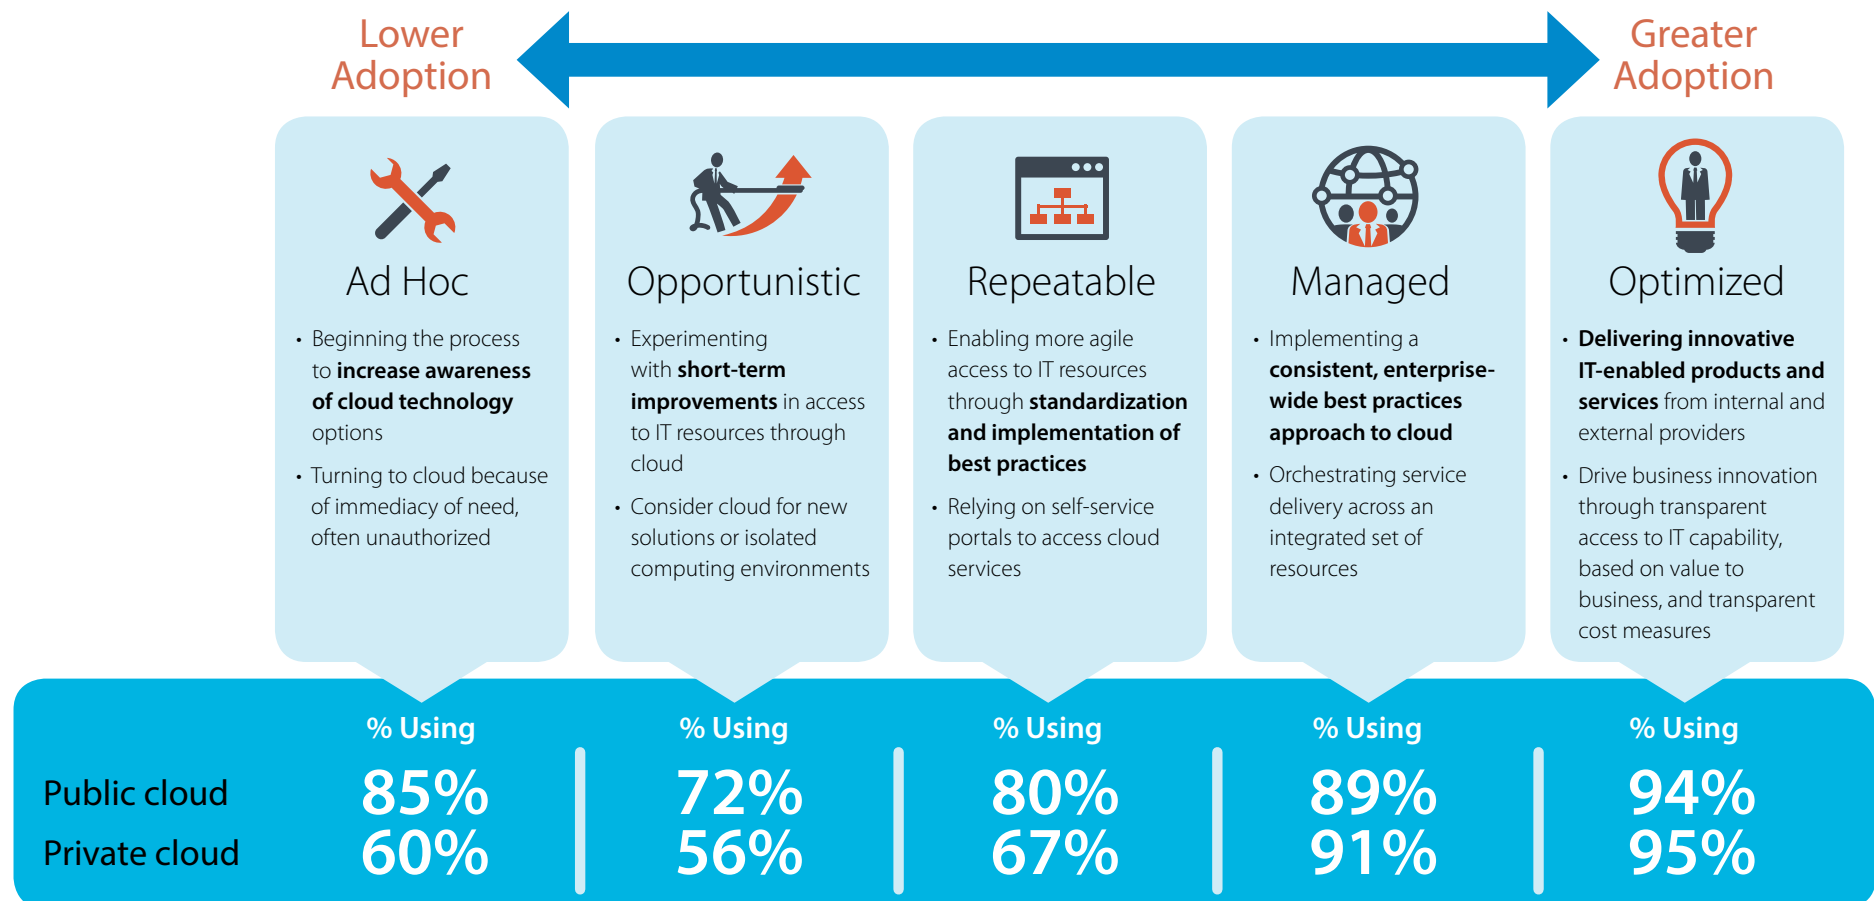 Lower
Adoption
Greater
Adoption
Ad Hoc
• Beginning the process
to increase awareness
of cloud technology
options
• Turning to cloud because
of immediacy of need,
often unauthorized
Opportunistic
• Experimenting
with short-term
improvements in access
to IT resources through
cloud
• Consider cloud for new
solutions or isolated
computing environments
Repeatable
• Enabling more agile
access to IT resources
through standardization
and implementation of
best practices
• Relying on self-service
portals to access cloud
services
Managed
• Implementing a
consistent, enterprise-
wide best practices
approach to cloud
• Orchestrating service
delivery across an
integrated set of
resources
Optimized
• Delivering innovative
IT-enabled products and
services from internal and
external providers
• Drive business innovation
through transparent
access to IT capability,
based on value to
business, and transparent
cost measures
% Using % Using % Using % Using % Using
Public cloud 85% 72% 80% 89% 94%
Private cloud 60% 56% 67% 91% 95%